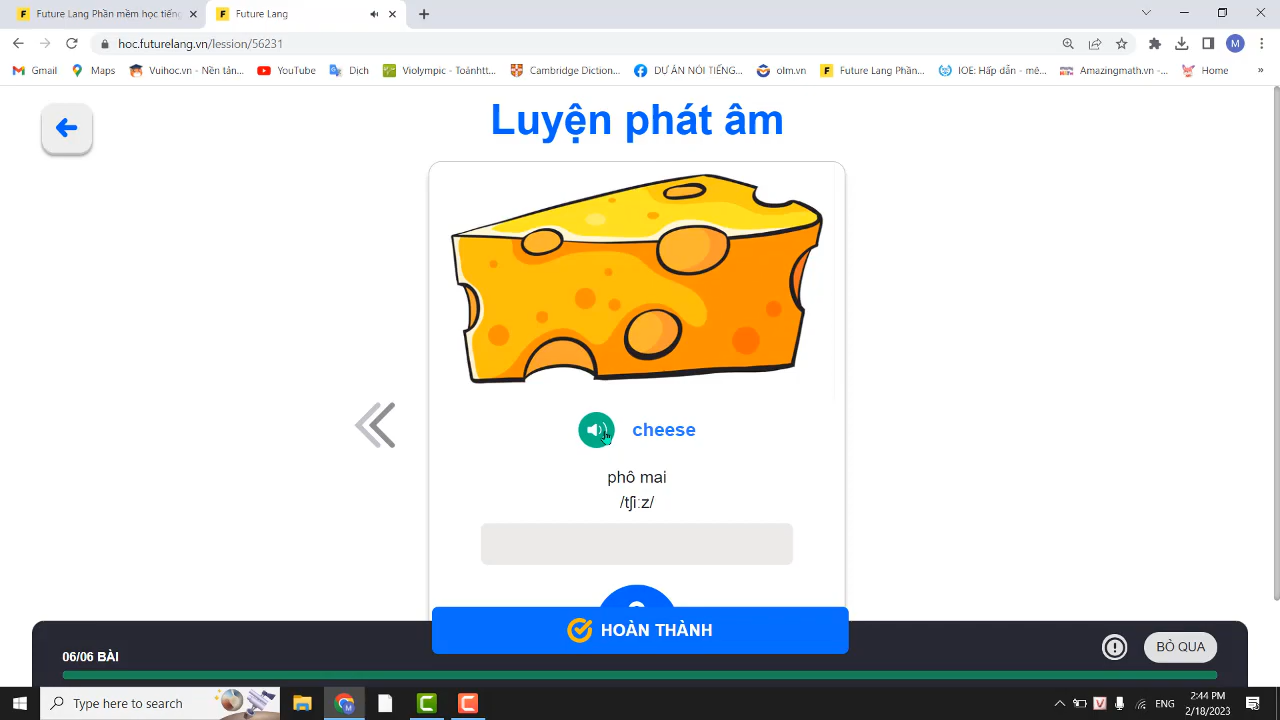 Future Lang Phần mềm học tiếng
Future Lang
hoc.futurelang.vn/lession/56231
M
Gmail
Maps
Vuihoc.vn - Nền tản...
YouTube
Dịch
Violympic - Toánhtt...
Cambridge Diction...
DỰ ÁN NÓI TIẾNG...
olm.vn
Future Lang Phần...
IOE: Hấp dẫn - mê...
Amazingmath.vn -...
Home
»
Luyện phát âm
cheese
phô mai
/tʃiːz/
HOÀN THÀNH
06/06 BÀI
BỎ QUA
Type here to search
ENG
2:44 PM
2/18/2023